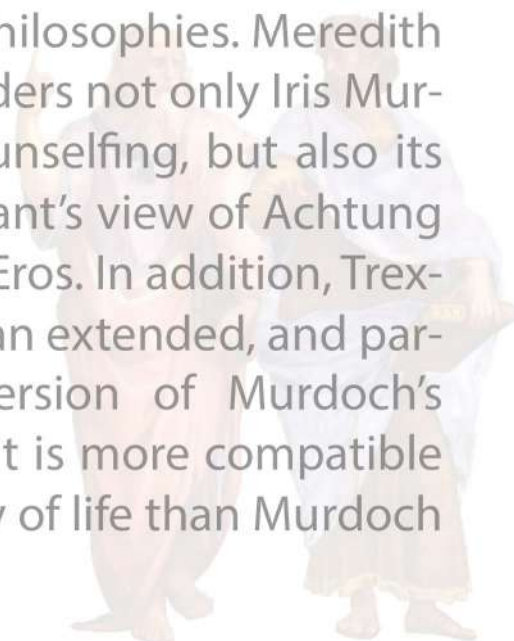 hilosophies. Meredith
ders not only Iris Mur-
unselfing, but also its
ant’s view of Achtung
Eros. In addition, Trex-
an extended, and par-
ersion of Murdoch’s
t is more compatible
y of life than Murdoch